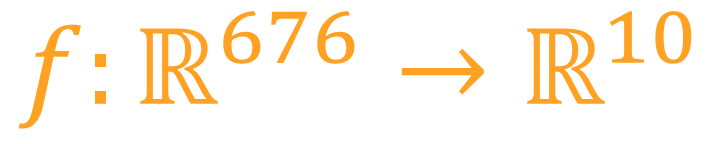 f: ℝ⁶⁷⁶ → ℝ¹⁰